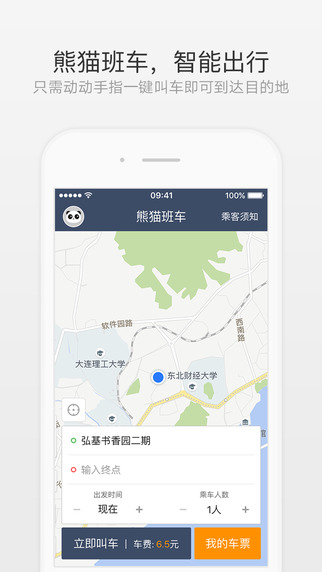 熊猫班车，智能出行
只需动动手指一键叫车即可到达目的地
09:41
100%
熊猫班车
乘客须知
软件园路
西南路
大连理工大学
东北财经大学
馆
弘基书香园二期
输入终点
出发时间
乘车人数
− 现在 +
− 1人 +
立即叫车 | 车费: 6.5元
我的车票